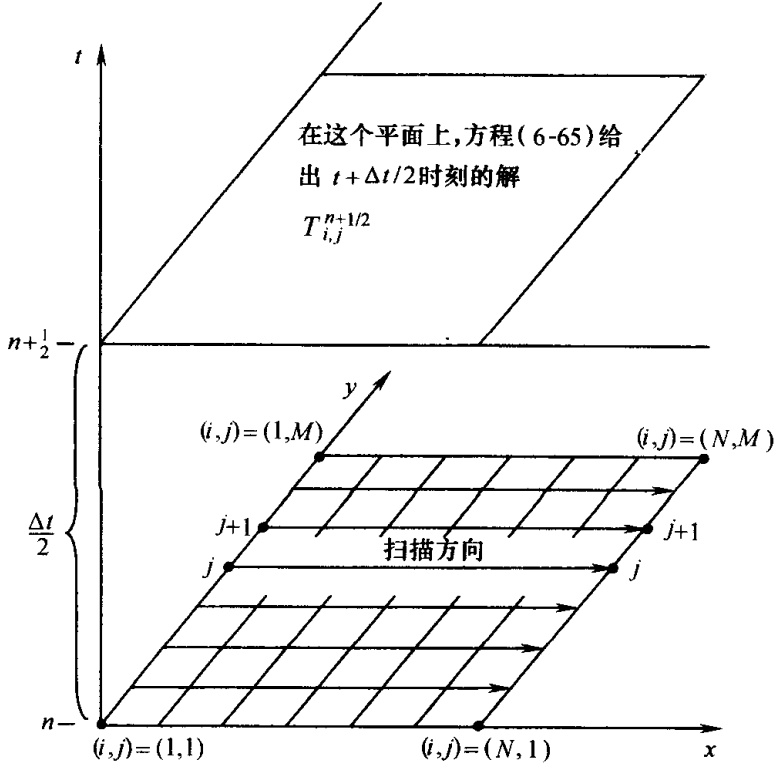 t
在这个平面上,方程(6-65)给
出 t+Δt/2时刻的解
T_{i,j}^{n+1/2}
n+1/2
y
(i,j)=(1,M)
(i,j)=(N,M)
j+1
j+1
扫描方向
Δt/2
j
j
n
(i,j)=(1,1)
(i,j)=(N,1)
x